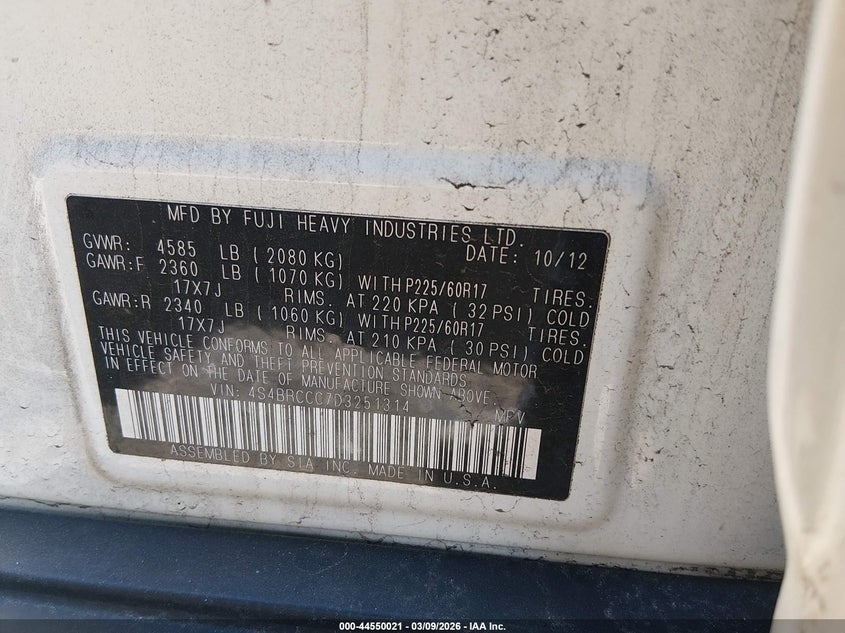 MFD BY FUJI HEAVY INDUSTRIES LTD.
GVWR: 4585 LB ( 2080 KG) DATE: 10/12
GAWR:F 2360 LB ( 1070 KG) WITH P225/60R17 TIRES.
17X7J RIMS. AT 220 KPA ( 32 PSI) COLD
GAWR:R 2340 LB ( 1060 KG) WITH P225/60R17 TIRES.
17X7J RIMS. AT 210 KPA ( 30 PSI) COLD
THIS VEHICLE CONFORMS TO ALL APPLICABLE FEDERAL MOTOR
VEHICLE SAFETY AND THEFT PREVENTION STANDARDS
IN EFFECT ON THE DATE OF MANUFACTURE SHOWN ABOVE.
VIN: 4S4BRCCC7D3251314 MPV
ASSEMBLED BY SIA INC. MADE IN U.S.A.
000-44550021 | 03/09/2026 | IAA Inc.